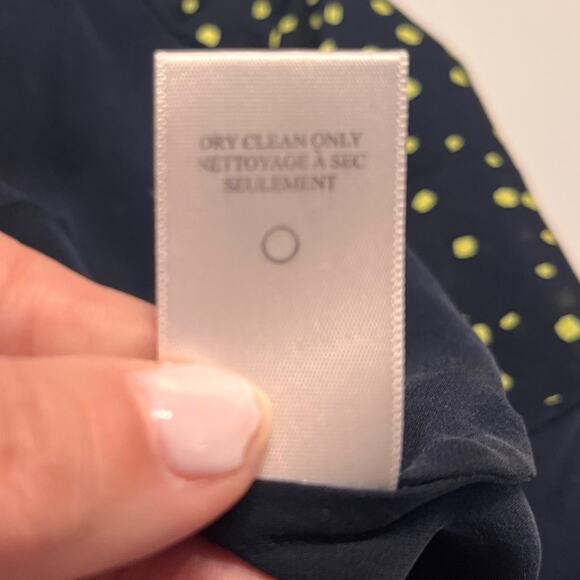 DRY CLEAN ONLY
NETTOYAGE À SEC
SEULEMENT